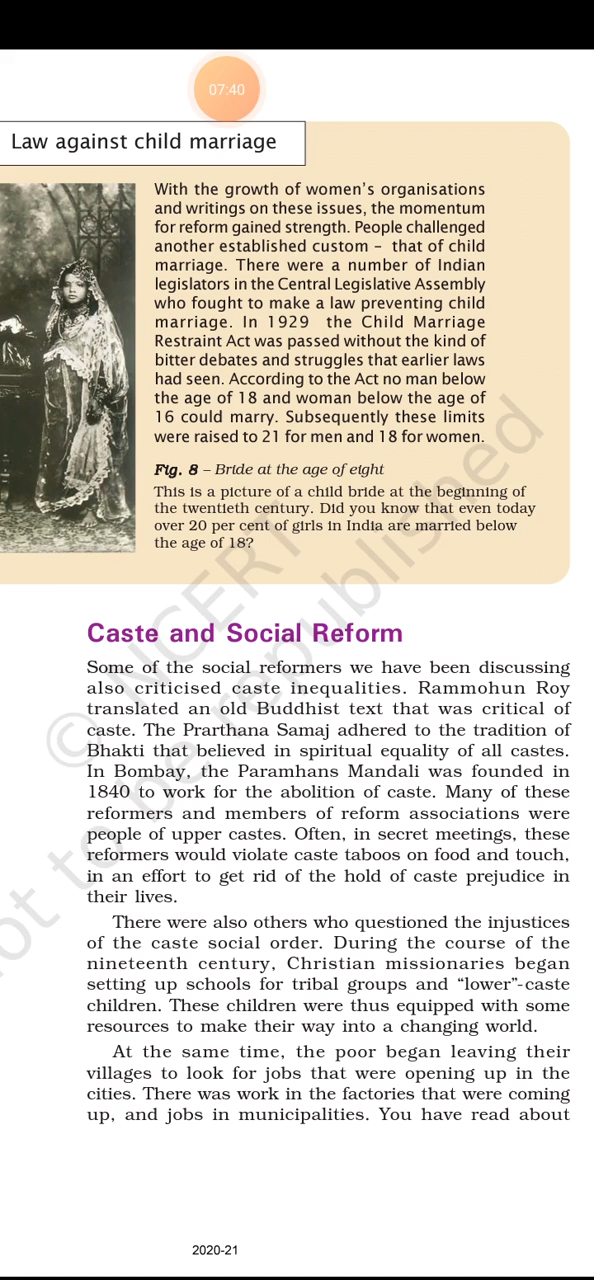 07:40
Law against child marriage
With the growth of women's organisations
and writings on these issues, the momentum
for reform gained strength. People challenged
another established custom – that of child
marriage. There were a number of Indian
legislators in the Central Legislative Assembly
who fought to make a law preventing child
marriage. In 1929 the Child Marriage
Restraint Act was passed without the kind of
bitter debates and struggles that earlier laws
had seen. According to the Act no man below
the age of 18 and woman below the age of
16 could marry. Subsequently these limits
were raised to 21 for men and 18 for women.
Fig. 8 – Bride at the age of eight
This is a picture of a child bride at the beginning of
the twentieth century. Did you know that even today
over 20 per cent of girls in India are married below
the age of 18?
Caste and Social Reform
Some of the social reformers we have been discussing
also criticised caste inequalities. Rammohun Roy
translated an old Buddhist text that was critical of
caste. The Prarthana Samaj adhered to the tradition of
Bhakti that believed in spiritual equality of all castes.
In Bombay, the Paramhans Mandali was founded in
1840 to work for the abolition of caste. Many of these
reformers and members of reform associations were
people of upper castes. Often, in secret meetings, these
reformers would violate caste taboos on food and touch,
in an effort to get rid of the hold of caste prejudice in
their lives.
There were also others who questioned the injustices
of the caste social order. During the course of the
nineteenth century, Christian missionaries began
setting up schools for tribal groups and "lower"-caste
children. These children were thus equipped with some
resources to make their way into a changing world.
At the same time, the poor began leaving their
villages to look for jobs that were opening up in the
cities. There was work in the factories that were coming
up, and jobs in municipalities. You have read about
© NCERT
not to be republished
2020-21